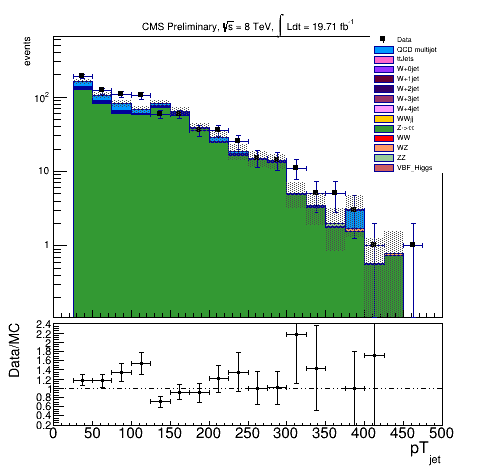 CMS Preliminary, √s = 8 TeV, ∫ Ldt = 19.71 fb⁻¹
events
Data
QCD multijet
ttJets
W+0jet
W+1jet
W+2jet
W+3jet
W+4jet
WWjj
Z→ττ
WW
WZ
ZZ
VBF_Higgs
10²
10
1
Data/MC
2.4
2.2
2
1.8
1.6
1.4
1.2
1
0.8
0.6
0.4
0.2
0 50 100 150 200 250 300 350 400 450 500
pT_jet